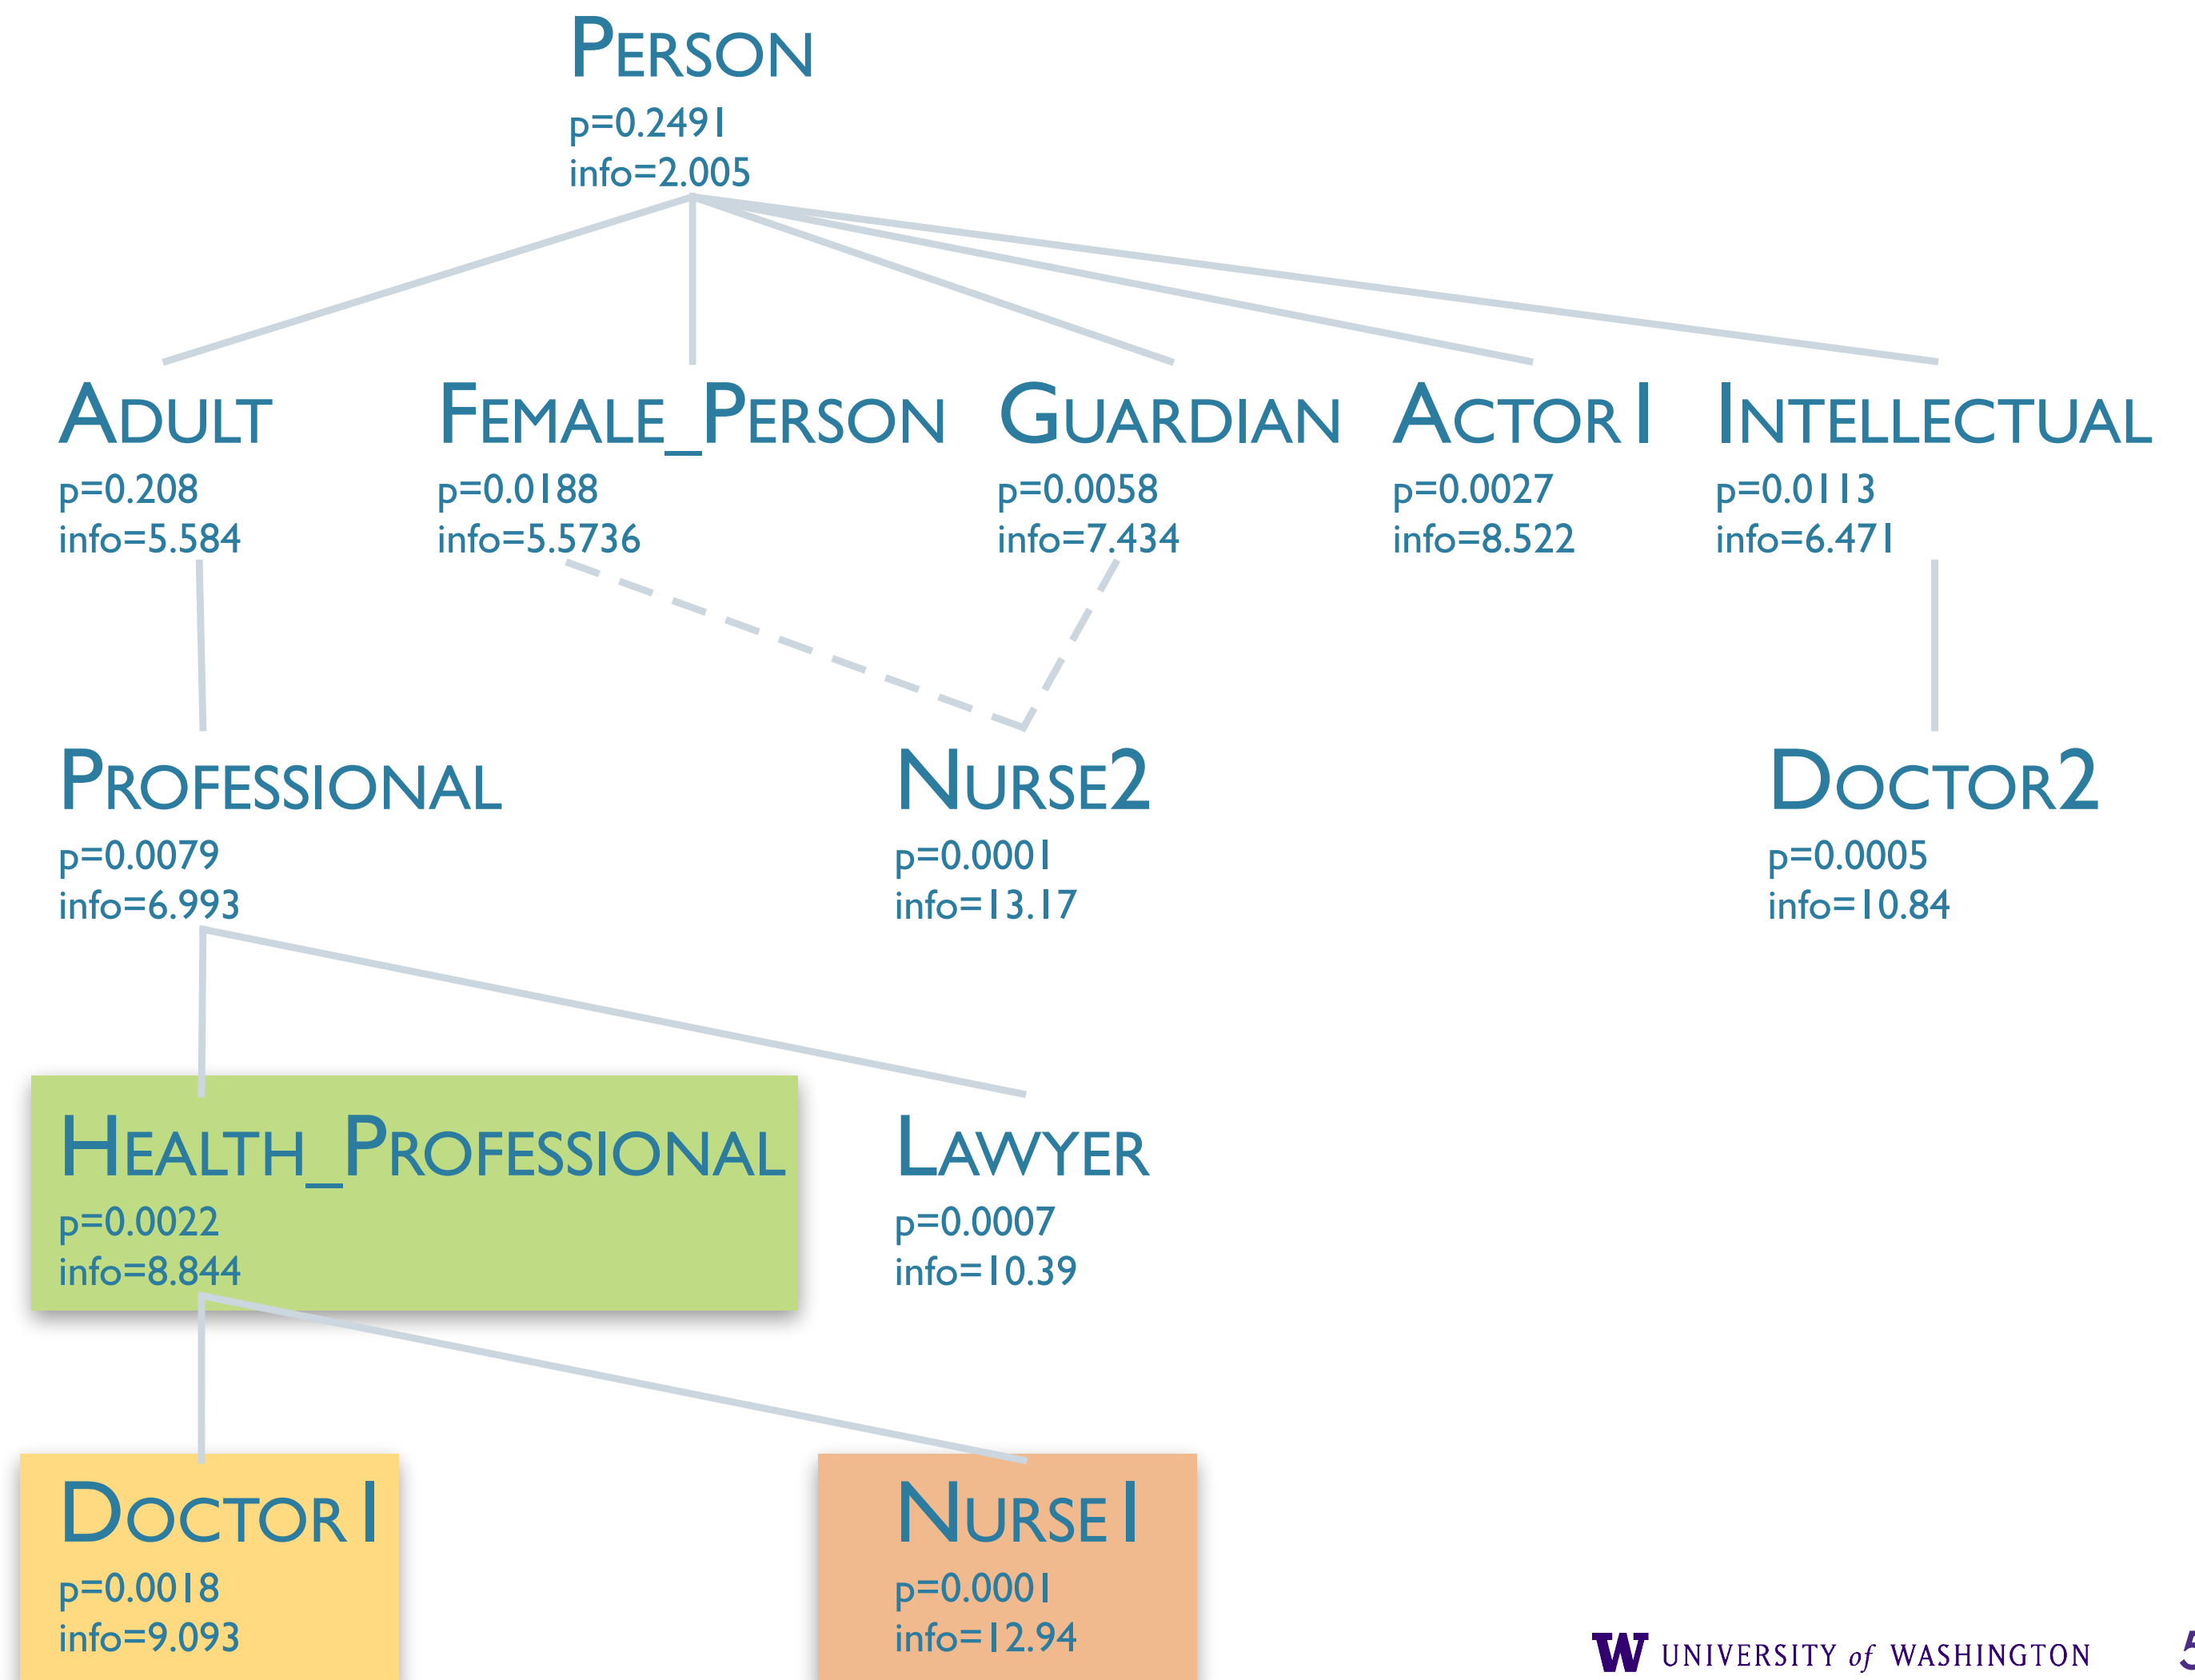 PERSON
p=0.2491
info=2.005
ADULT FEMALE_PERSON GUARDIAN ACTOR1 INTELLECTUAL
p=0.208 p=0.0188 p=0.0058 p=0.0027 p=0.0113
info=5.584 info=5.5736 info=7.434 info=8.522 info=6.471
PROFESSIONAL NURSE2 DOCTOR2
p=0.0079 p=0.0001 p=0.0005
info=6.993 info=13.17 info=10.84
HEALTH_PROFESSIONAL LAWYER
p=0.0022 p=0.0007
info=8.844 info=10.39
DOCTOR1 NURSE1
p=0.0018 p=0.0001
info=9.093 info=12.94
W UNIVERSITY of WASHINGTON